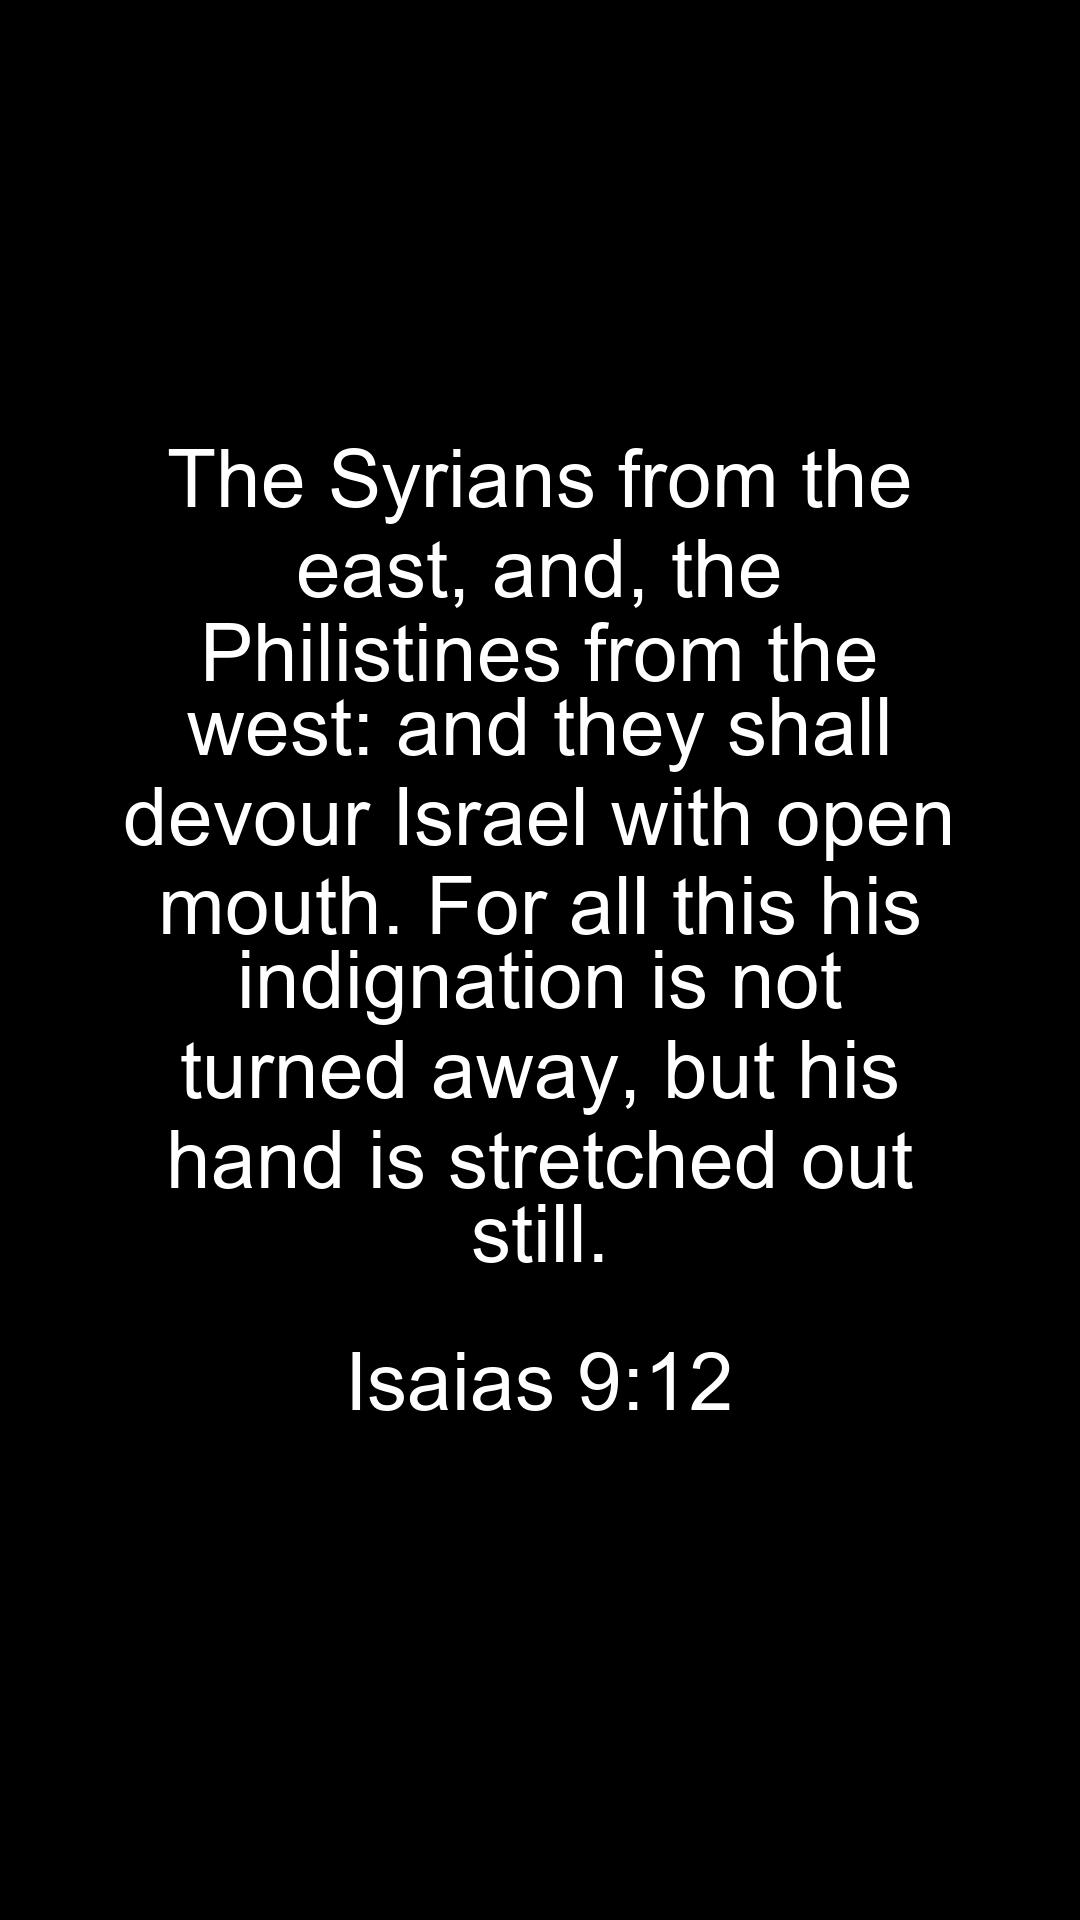 The Syrians from the
east, and, the
Philistines from the
west: and they shall
devour Israel with open
mouth. For all this his
indignation is not
turned away, but his
hand is stretched out
still.
Isaias 9:12